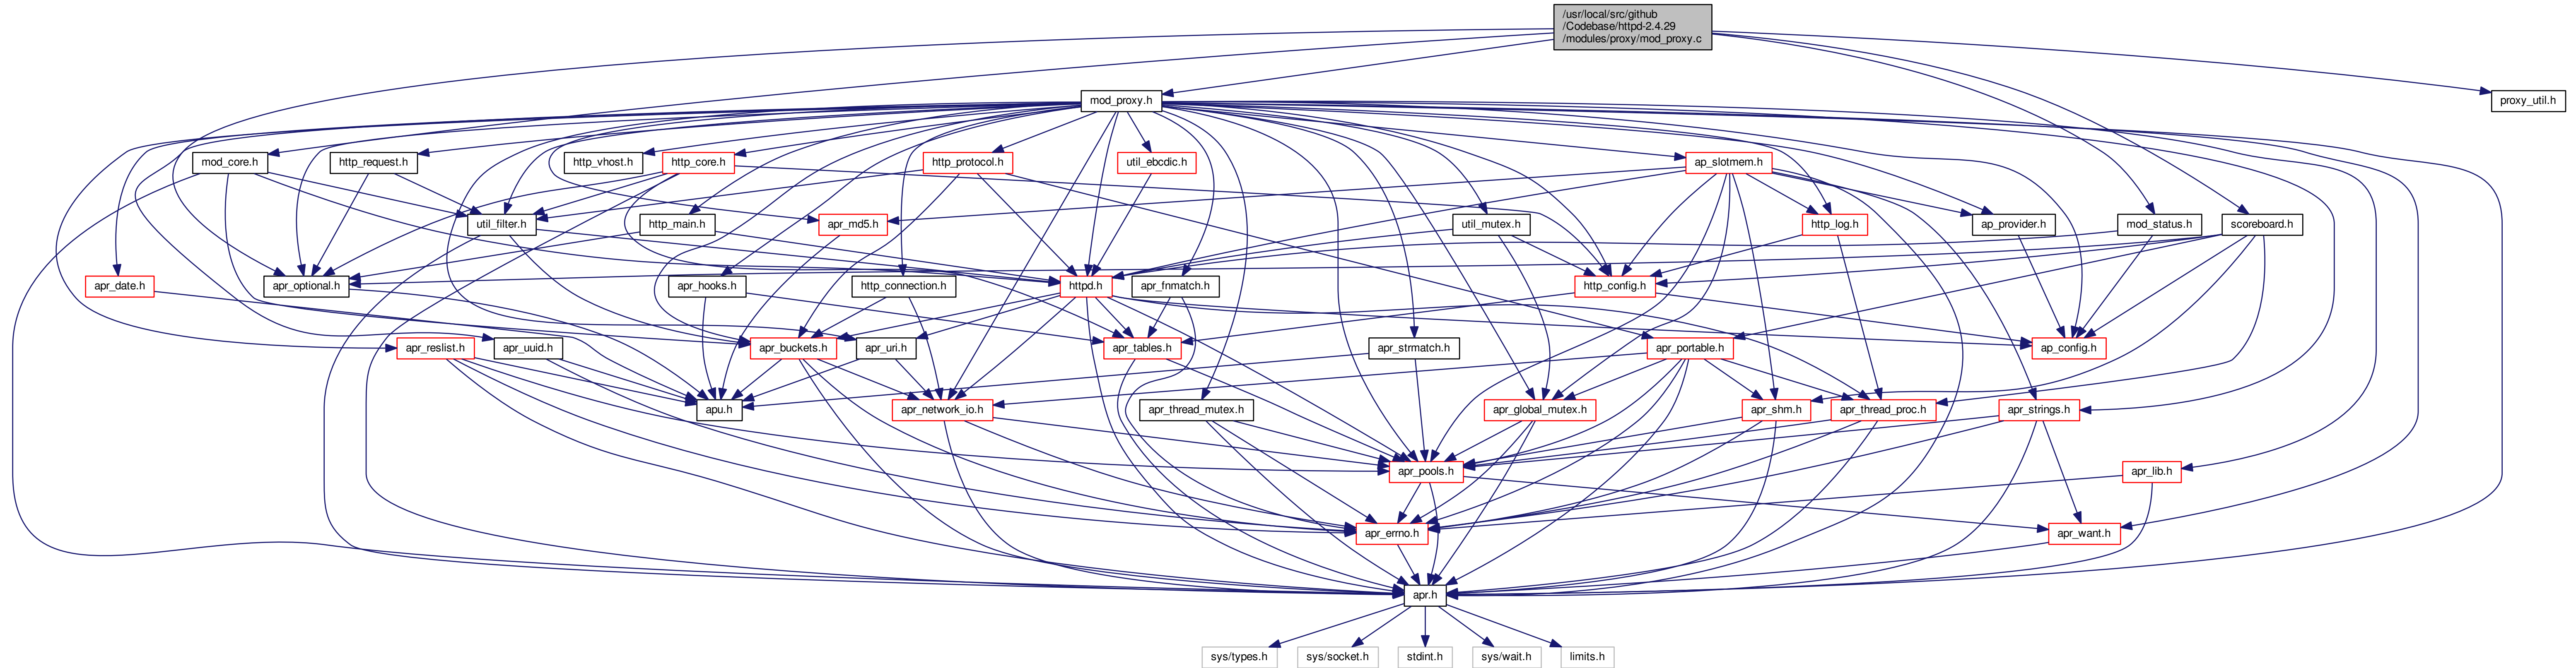 /usr/local/src/github
/Codebase/httpd-2.4.29
/modules/proxy/mod_proxy.c
mod_proxy.h
proxy_util.h
mod_core.h
http_request.h
http_vhost.h
http_core.h
http_protocol.h
util_ebcdic.h
ap_slotmem.h
util_filter.h
http_main.h
apr_md5.h
util_mutex.h
http_log.h
ap_provider.h
mod_status.h
scoreboard.h
apr_date.h
apr_optional.h
apr_hooks.h
http_connection.h
httpd.h
apr_fnmatch.h
http_config.h
apr_reslist.h
apr_uuid.h
apr_buckets.h
apr_uri.h
apr_tables.h
apr_strmatch.h
apr_portable.h
ap_config.h
apu.h
apr_network_io.h
apr_thread_mutex.h
apr_global_mutex.h
apr_shm.h
apr_thread_proc.h
apr_strings.h
apr_pools.h
apr_lib.h
apr_errno.h
apr_want.h
apr.h
sys/types.h
sys/socket.h
stdint.h
sys/wait.h
limits.h